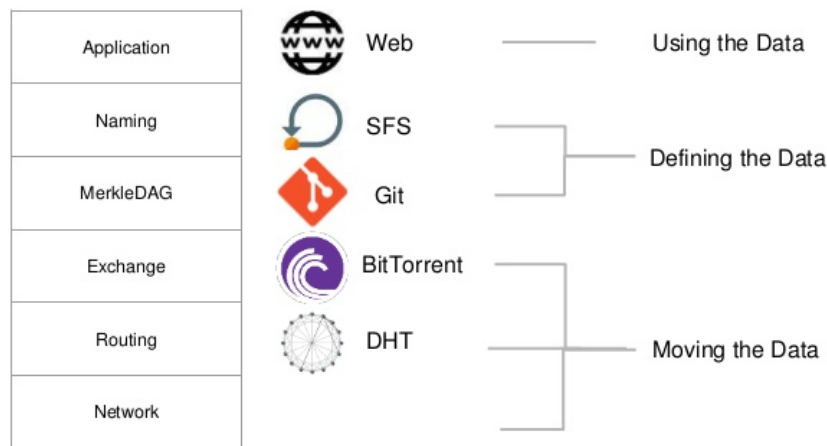 Application
www
Web
Using the Data
Naming
SFS
Defining the Data
MerkleDAG
Git
Exchange
BitTorrent
Routing
DHT
Moving the Data
Network